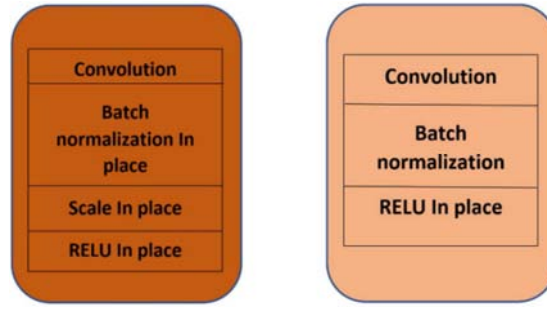 Convolution
Batch
normalization In
place
Scale In place
RELU In place
Convolution
Batch
normalization
RELU In place